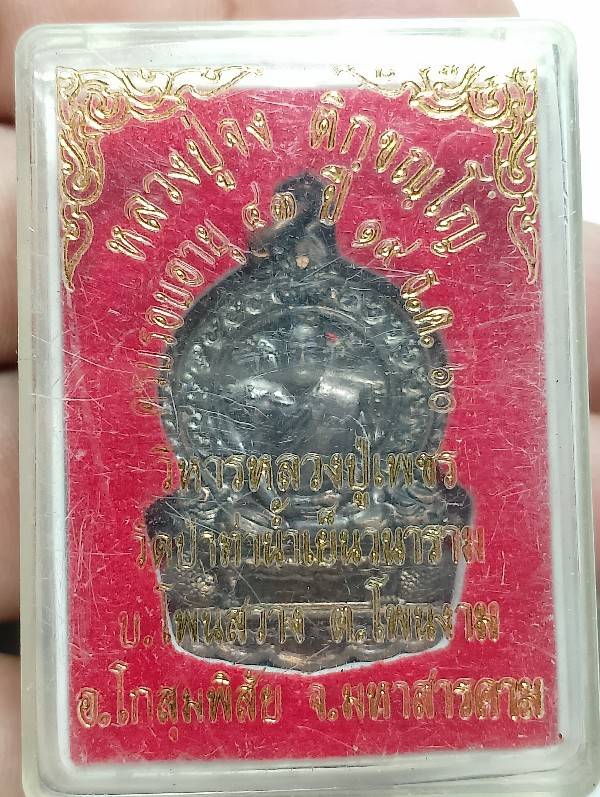 หลวงปู่จง ติกฺขญาโญ
ครบรอบอายุ ๔๓ ปี ๑๙ ธ.ค. ๖๐
วิหารหลวงปู่เพชร
วัดป่าท่าน้ำเย็นวนาราม
บ.โพนสวาง ต.โพนงาม
อ.โกสุมพิสัย จ.มหาสารคาม